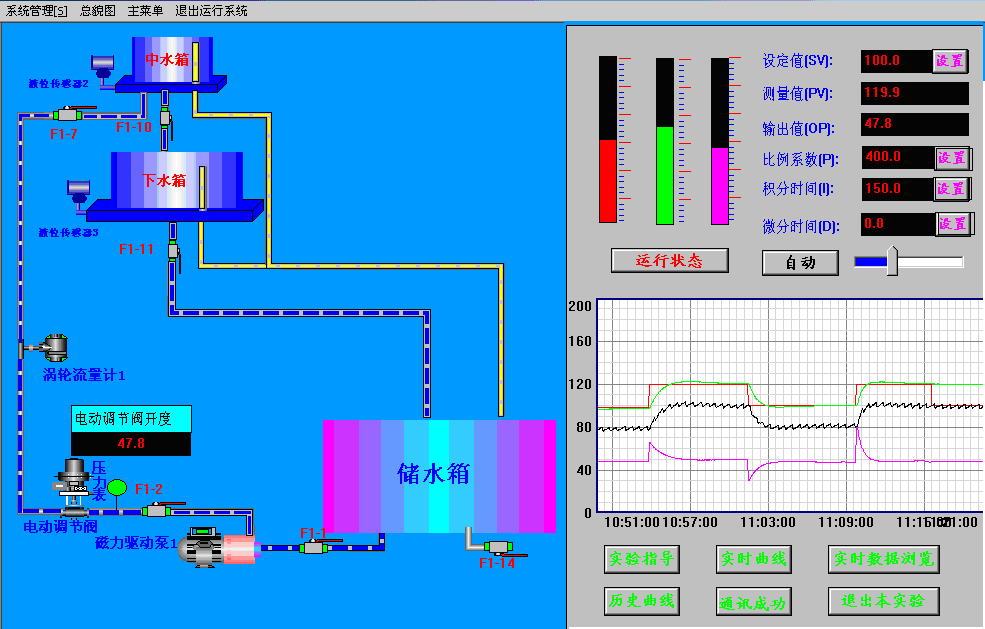 系统管理[S] 总貌图 主菜单 退出运行系统
中水箱
液位传感器2
F1-7
F1-10
下水箱
液位传感器3
F1-11
涡轮流量计1
电动调节阀开度
47.8
压力表
F1-2
电动调节阀
磁力驱动泵1
F1-1
储水箱
F1-14
设定值(SV): 100.0 设置
测量值(PV): 119.9
输出值(OP): 47.8
比例系数(P): 400.0 设置
积分时间(I): 150.0 设置
微分时间(D): 0.0 设置
运行状态 自动
200
160
120
80
40
0
10:51:00 10:57:00 11:03:00 11:09:00
实验指导 实时曲线 实时数据浏览
历史曲线 通讯成功 退出本实验